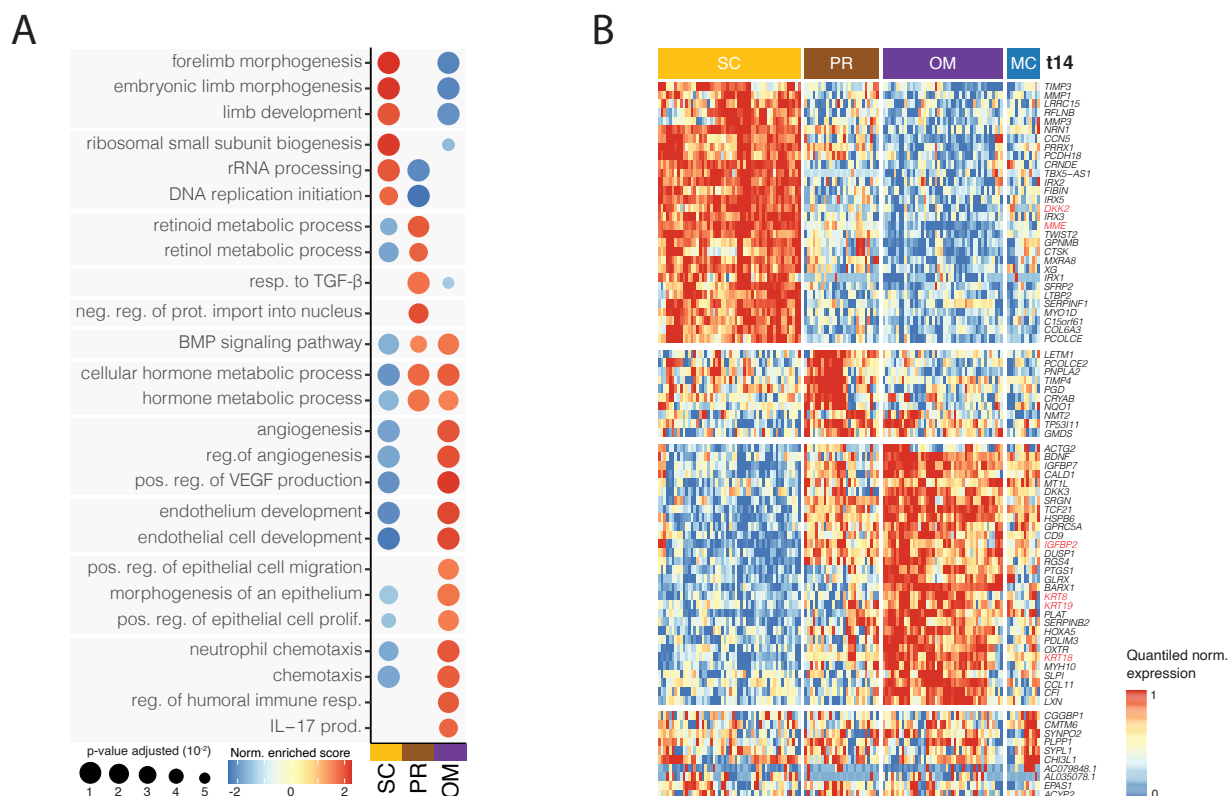 A
forelimb morphogenesis
embryonic limb morphogenesis
limb development
ribosomal small subunit biogenesis
rRNA processing
DNA replication initiation
retinoid metabolic process
retinol metabolic process
resp. to TGF-β
neg. reg. of prot. import into nucleus
BMP signaling pathway
cellular hormone metabolic process
hormone metabolic process
angiogenesis
reg.of angiogenesis
pos. reg. of VEGF production
endothelium development
endothelial cell development
pos. reg. of epithelial cell migration
morphogenesis of an epithelium
pos. reg. of epithelial cell prolif.
neutrophil chemotaxis
chemotaxis
reg. of humoral immune resp.
IL−17 prod.
p-value adjusted (10⁻²)
1 2 3 4 5
Norm. enriched score
-2 0 2
SC PR OM
B
SC PR OM MC t14
TIMP3
MMP1
LRRC15
RFLNB
MMP3
NRN1
CCN5
PRRX1
PCDH18
CRNDE
TBX5−AS1
IRX2
FIBIN
IRX5
DKK2
IRX3
MME
TWIST2
GPNMB
CTSK
MXRA8
XG
IRX1
SFRP2
LTBP2
SERPINF1
MYO1D
C15orf61
COL6A3
PCOLCE
LETM1
PCOLCE2
PNPLA2
TIMP4
PGD
CRYAB
NQO1
NMT2
TP53I11
GMDS
ACTG2
BDNF
IGFBP7
CALD1
MT1L
DKK3
SRGN
TCF21
HSPB6
GPRC5A
CD9
IGFBP2
DUSP1
RGS4
PTGS1
GLRX
BARX1
KRT8
KRT19
PLAT
SERPINB2
HOXA5
PDLIM3
OXTR
KRT18
MYH10
SLPI
CCL11
CFI
LXN
CGGBP1
CMTM6
SYNPO2
PLPP1
SYPL1
CHI3L1
AC079848.1
AL035078.1
EPAS1
ACYP2
Quantiled norm.
expression
1
0